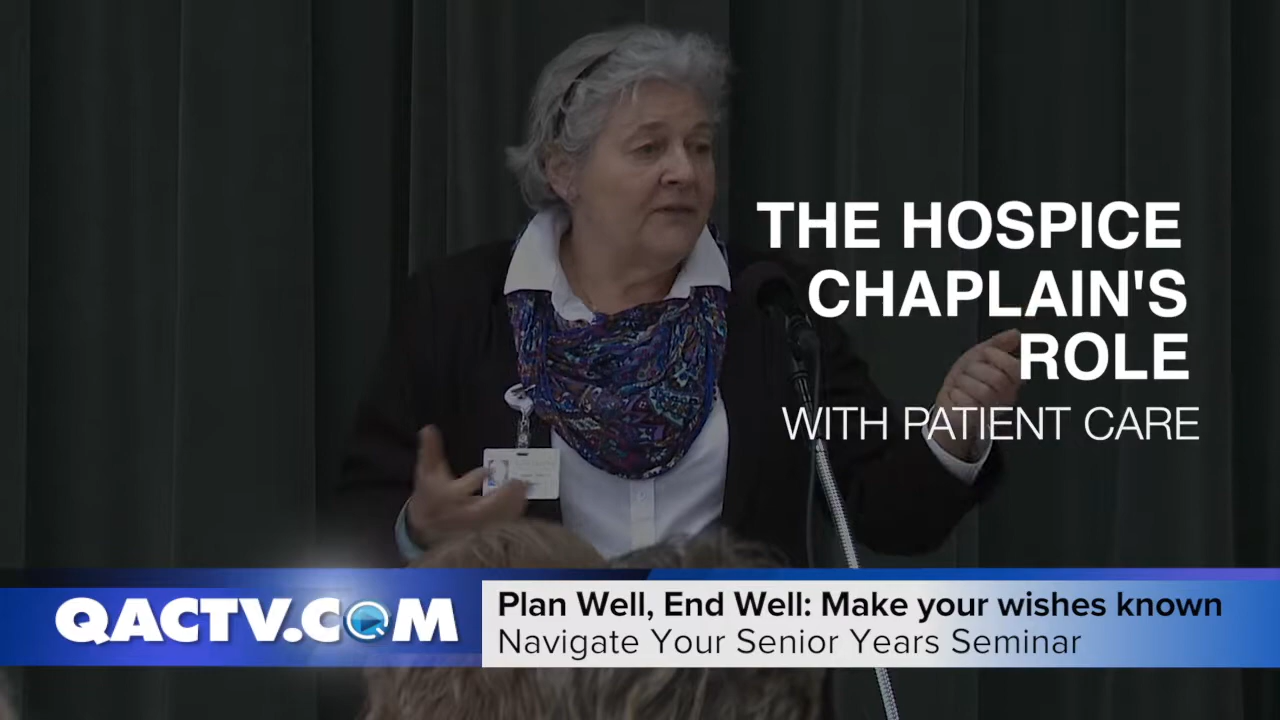 THE HOSPICE
CHAPLAIN'S
ROLE
WITH PATIENT CARE
QACTV.COM
Plan Well, End Well: Make your wishes known
Navigate Your Senior Years Seminar